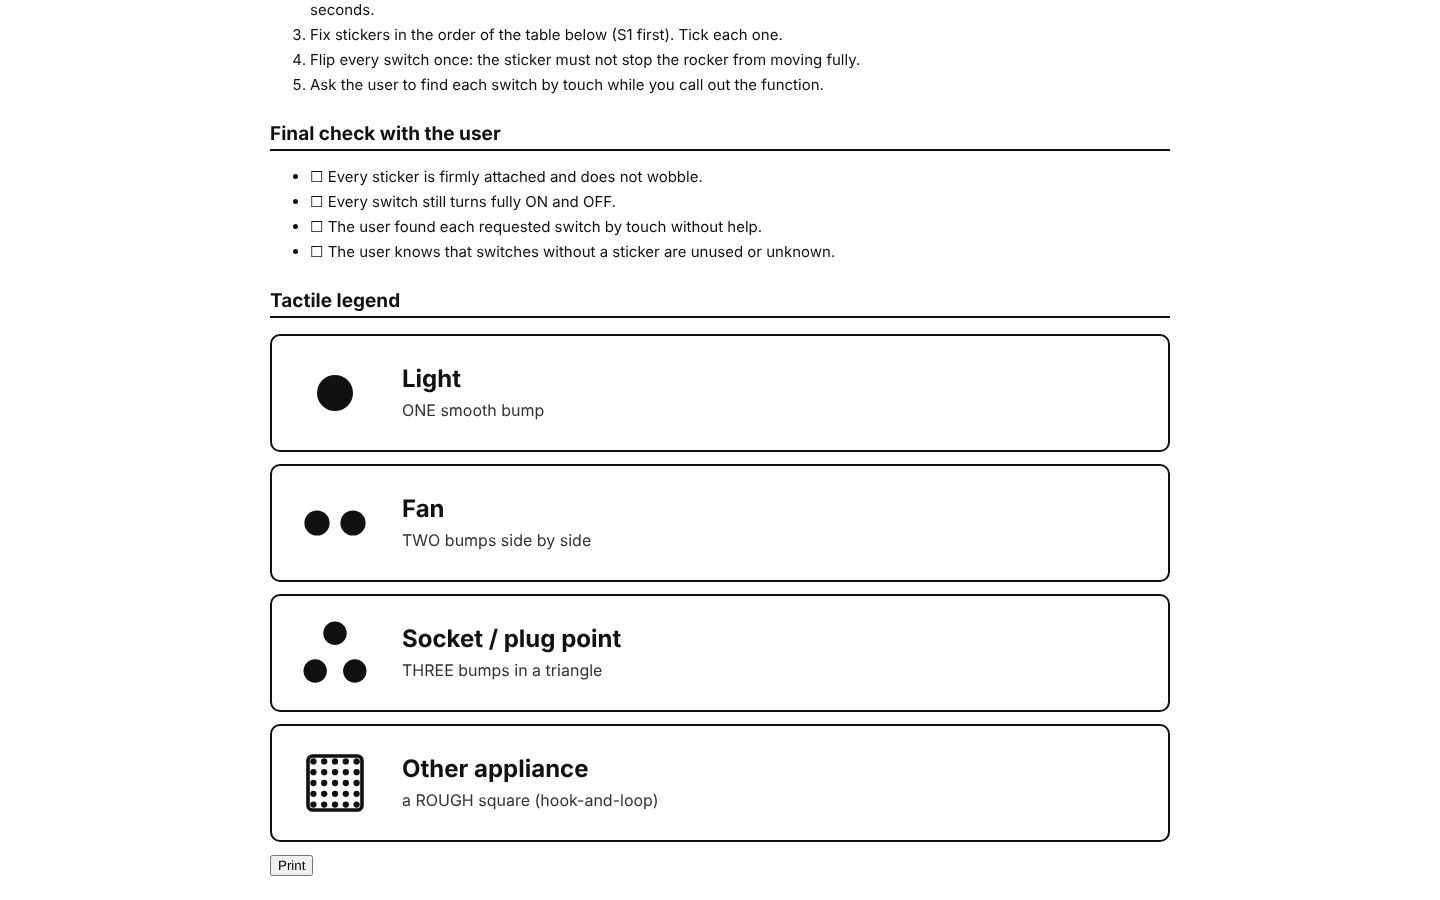 seconds.
3. Fix stickers in the order of the table below (S1 first). Tick each one.
4. Flip every switch once: the sticker must not stop the rocker from moving fully.
5. Ask the user to find each switch by touch while you call out the function.
Final check with the user
• ☐ Every sticker is firmly attached and does not wobble.
• ☐ Every switch still turns fully ON and OFF.
• ☐ The user found each requested switch by touch without help.
• ☐ The user knows that switches without a sticker are unused or unknown.
Tactile legend
Light
ONE smooth bump
Fan
TWO bumps side by side
Socket / plug point
THREE bumps in a triangle
Other appliance
a ROUGH square (hook-and-loop)
Print